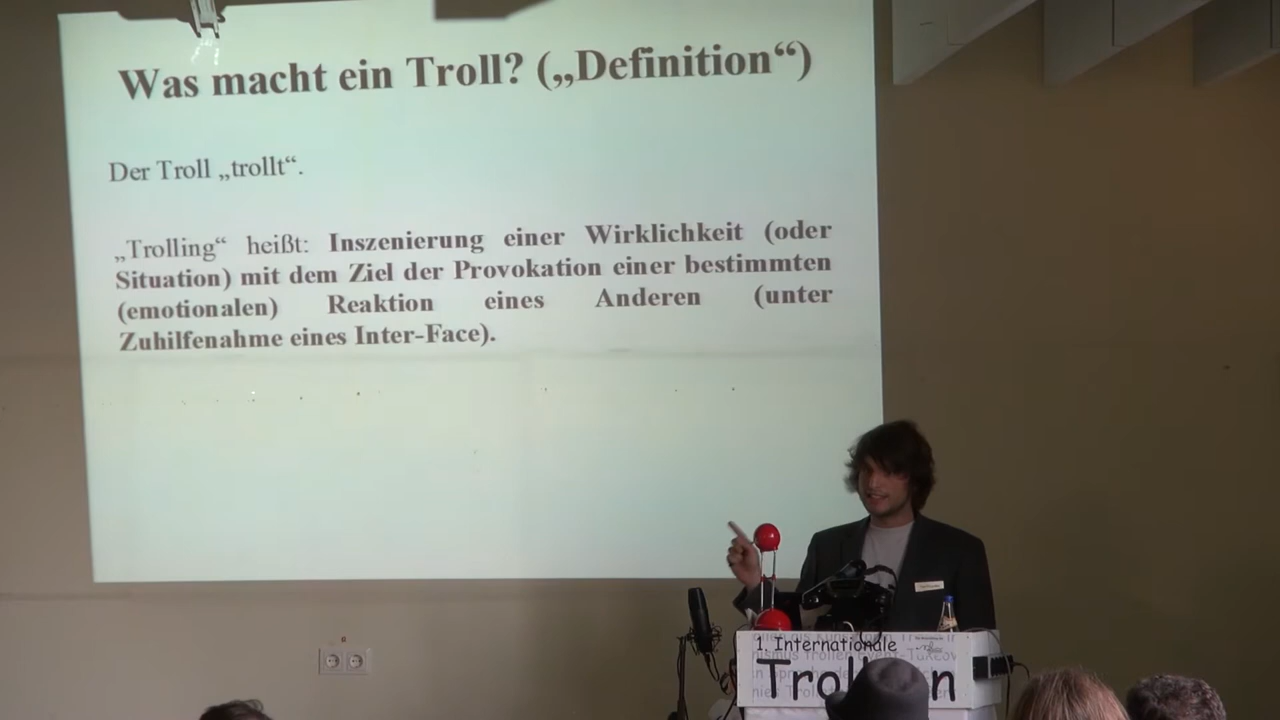 Was macht ein Troll? („Definition“)
Der Troll „trollt“.
„Trolling“ heißt: Inszenierung einer Wirklichkeit (oder
Situation) mit dem Ziel der Provokation einer bestimmten
(emotionalen) Reaktion eines Anderen (unter
Zuhilfenahme eines Inter-Face).
1. Internationale